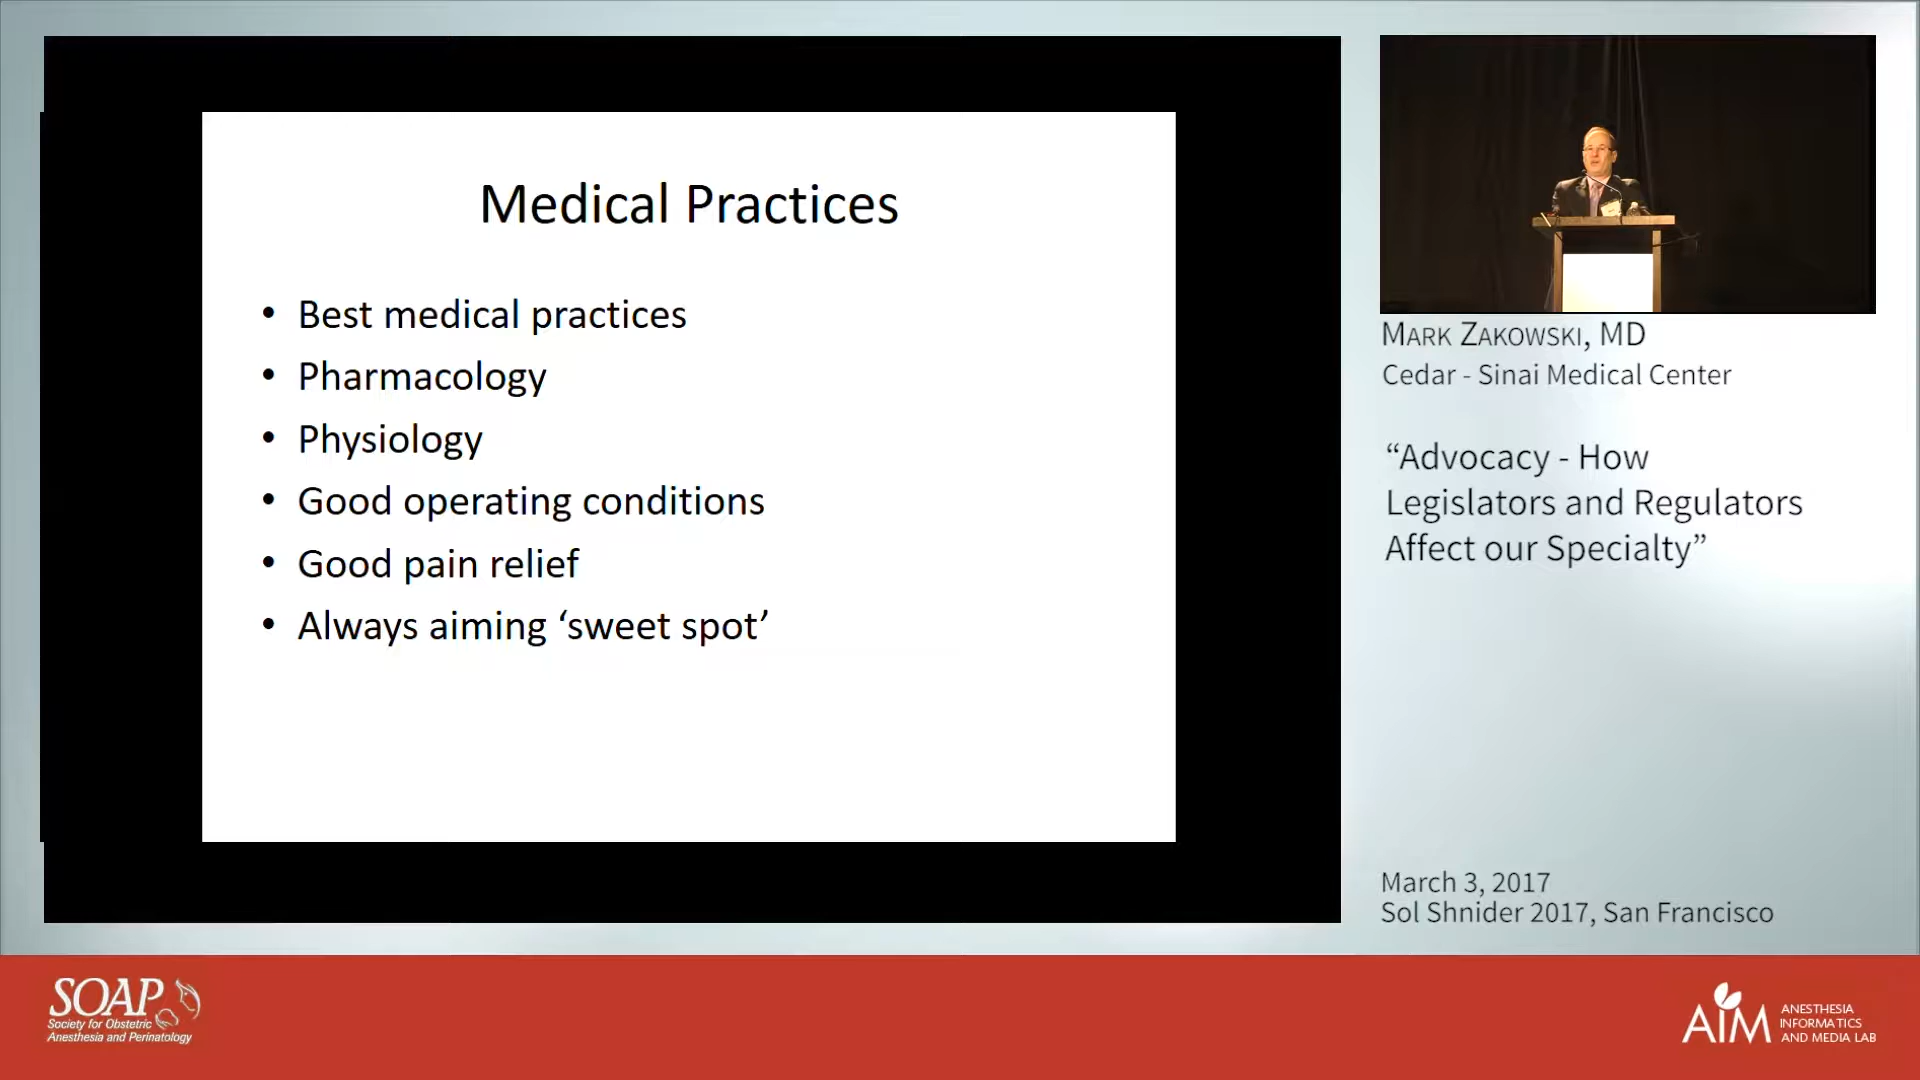 Medical Practices
• Best medical practices
• Pharmacology
• Physiology
• Good operating conditions
• Good pain relief
• Always aiming ‘sweet spot’
MARK ZAKOWSKI, MD
Cedar - Sinai Medical Center
“Advocacy - How
Legislators and Regulators
Affect our Specialty”
March 3, 2017
Sol Shnider 2017, San Francisco
SOAP
Society for Obstetric
Anesthesia and Perinatology
AIM
ANESTHESIA
INFORMATICS
AND MEDIA LAB